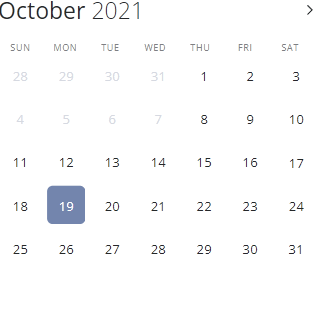 October 2021
SUN MON TUE WED THU FRI SAT
28 29 30 31 1 2 3
4 5 6 7 8 9 10
11 12 13 14 15 16 17
18 19 20 21 22 23 24
25 26 27 28 29 30 31